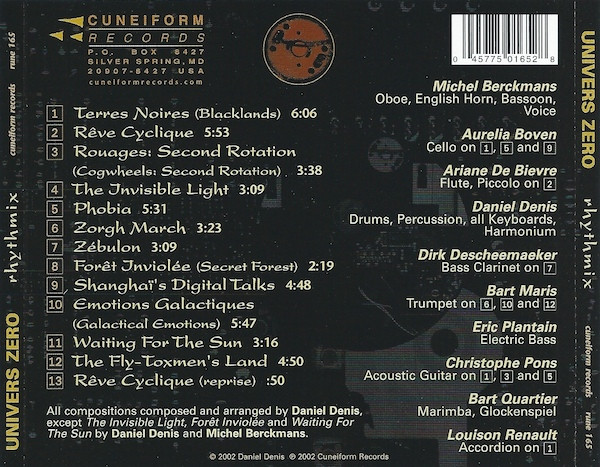 CUNEIFORM
RECORDS
P.O. BOX 8427
SILVER SPRING, MD
20907-8427 USA
cuneiformrecords.com
1 Terres Noires (Blacklands) 6:06
2 Rêve Cyclique 5:53
3 Rouages: Second Rotation
(Cogwheels: Second Rotation) 3:38
4 The Invisible Light 3:09
5 Phobia 5:31
6 Zorgh March 3:23
7 Zébulon 3:09
8 Forêt Inviolée (Secret Forest) 2:19
9 Shanghaï's Digital Talks 4:48
10 Emotions Galactiques
(Galactical Emotions) 5:47
11 Waiting For The Sun 3:16
12 The Fly-Toxmen's Land 4:50
13 Rêve Cyclique (reprise) :50
All compositions composed and arranged by Daniel Denis,
except The Invisible Light, Forêt Inviolée and Waiting For
The Sun by Daniel Denis and Michel Berckmans.
0 45775 01652 8
Michel Berckmans
Oboe, English Horn, Bassoon,
Voice
Aurelia Boven
Cello on 1, 5 and 9
Ariane De Bievre
Flute, Piccolo on 2
Daniel Denis
Drums, Percussion, all Keyboards,
Harmonium
Dirk Descheemaeker
Bass Clarinet on 7
Bart Maris
Trumpet on 6, 10 and 12
Eric Plantain
Electric Bass
Christophe Pons
Acoustic Guitar on 1, 3 and 5
Bart Quartier
Marimba, Glockenspiel
Louison Renault
Accordion on 1
© 2002 Daniel Denis ℗ 2002 Cuneiform Records
UNIVERS ZERO rhythmix cuneiform records rune 165
UNIVERS ZERO rhythmix cuneiform records rune 165